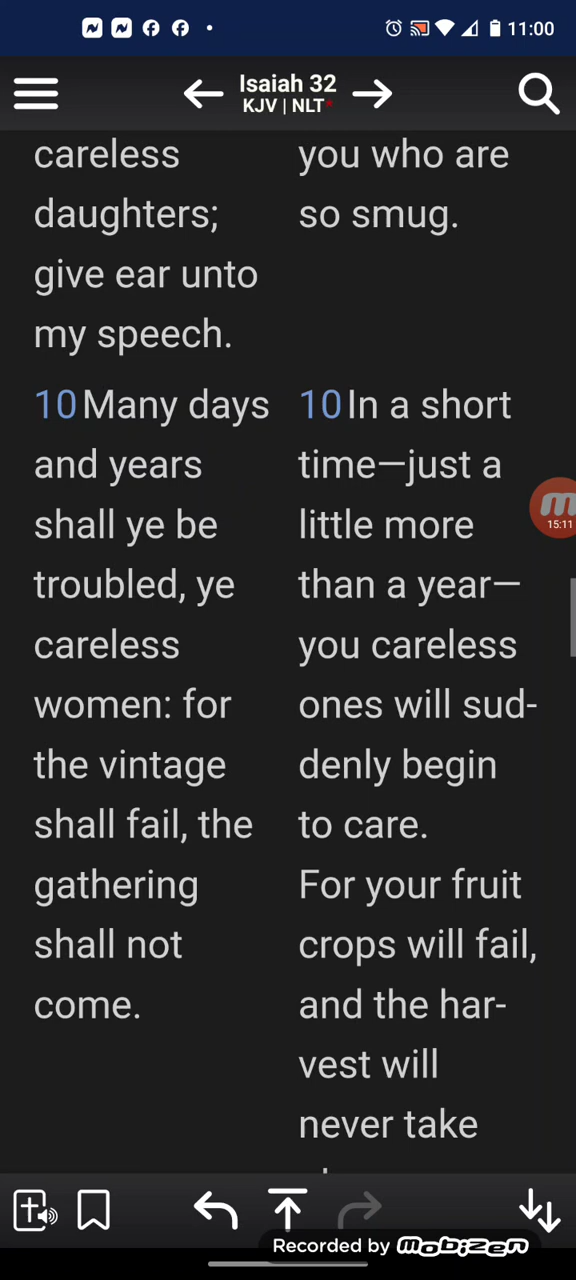 11:00
Isaiah 32
KJV | NLT*
careless
daughters;
give ear unto
my speech.
10 Many days
and years
shall ye be
troubled, ye
careless
women: for
the vintage
shall fail, the
gathering
shall not
come.
you who are
so smug.
10 In a short
time—just a
little more
than a year—
you careless
ones will sud-
denly begin
to care.
For your fruit
crops will fail,
and the har-
vest will
never take
m
15:11
Recorded by mobizen